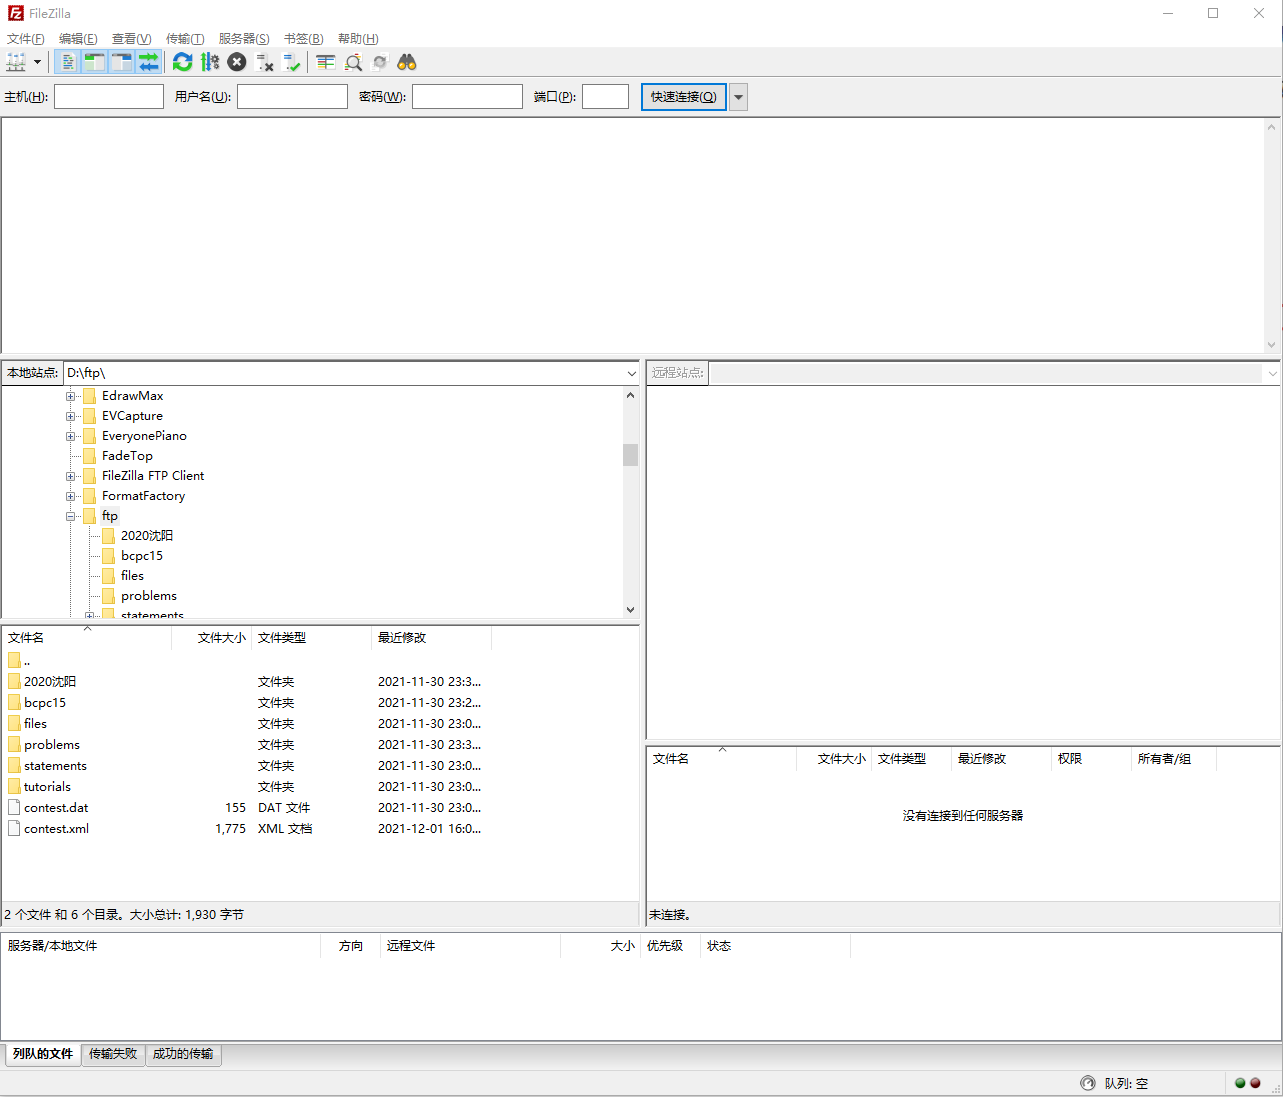 FileZilla
文件(F) 编辑(E) 查看(V) 传输(T) 服务器(S) 书签(B) 帮助(H)
主机(H): 用户名(U): 密码(W): 端口(P): 快速连接(Q)
本地站点: D:\ftp\
EdrawMax
EVCapture
EveryonePiano
FadeTop
FileZilla FTP Client
FormatFactory
ftp
2020沈阳
bcpc15
files
problems
statements
文件名 文件大小 文件类型 最近修改
..
2020沈阳 文件夹 2021-11-30 23:3...
bcpc15 文件夹 2021-11-30 23:2...
files 文件夹 2021-11-30 23:0...
problems 文件夹 2021-11-30 23:3...
statements 文件夹 2021-11-30 23:0...
tutorials 文件夹 2021-11-30 23:0...
contest.dat 155 DAT 文件 2021-11-30 23:0...
contest.xml 1,775 XML 文档 2021-12-01 16:0...
2 个文件 和 6 个目录。大小总计: 1,930 字节
远程站点:
文件名 文件大小 文件类型 最近修改 权限 所有者/组
没有连接到任何服务器
未连接。
服务器/本地文件 方向 远程文件 大小 优先级 状态
列队的文件 传输失败 成功的传输
队列: 空